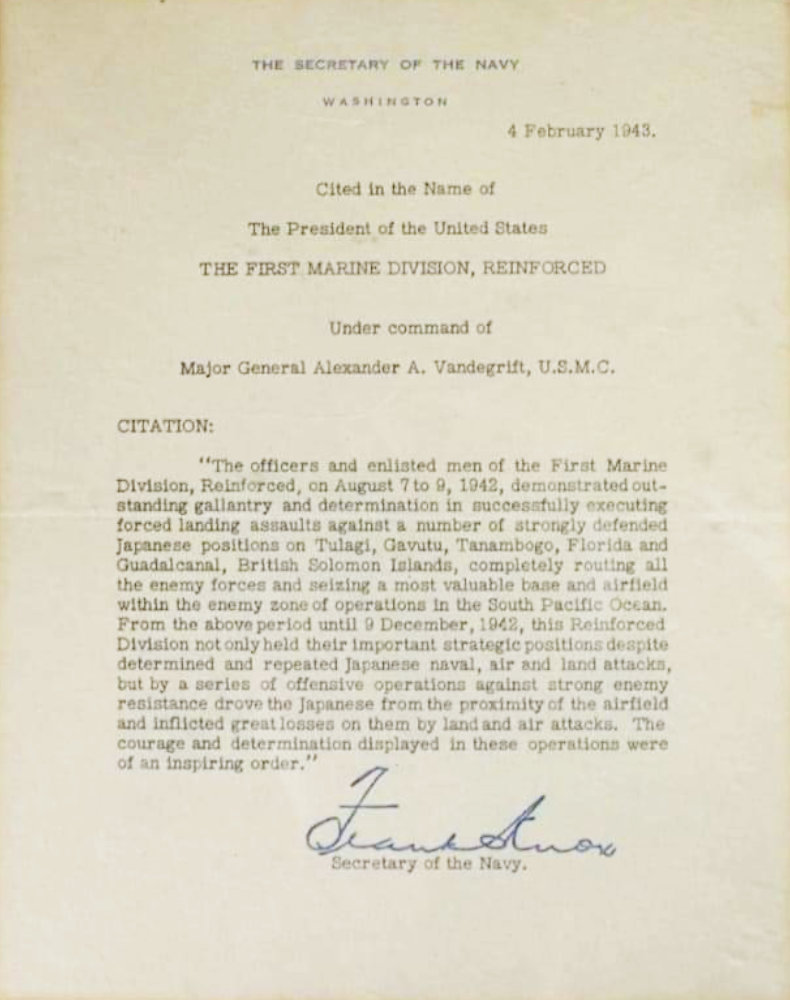 THE SECRETARY OF THE NAVY
WASHINGTON
4 February 1943.
Cited in the Name of
The President of the United States
THE FIRST MARINE DIVISION, REINFORCED
Under command of
Major General Alexander A. Vandegrift, U.S.M.C.
CITATION:
"The officers and enlisted men of the First Marine
Division, Reinforced, on August 7 to 9, 1942, demonstrated out-
standing gallantry and determination in successfully executing
forced landing assaults against a number of strongly defended
Japanese positions on Tulagi, Gavutu, Tanambogo, Florida and
Guadalcanal, British Solomon Islands, completely routing all
the enemy forces and seizing a most valuable base and airfield
within the enemy zone of operations in the South Pacific Ocean.
From the above period until 9 December, 1942, this Reinforced
Division not only held their important strategic positions despite
determined and repeated Japanese naval, air and land attacks,
but by a series of offensive operations against strong enemy
resistance drove the Japanese from the proximity of the airfield
and inflicted great losses on them by land and air attacks. The
courage and determination displayed in these operations were
of an inspiring order."
Frank Knox
Secretary of the Navy.